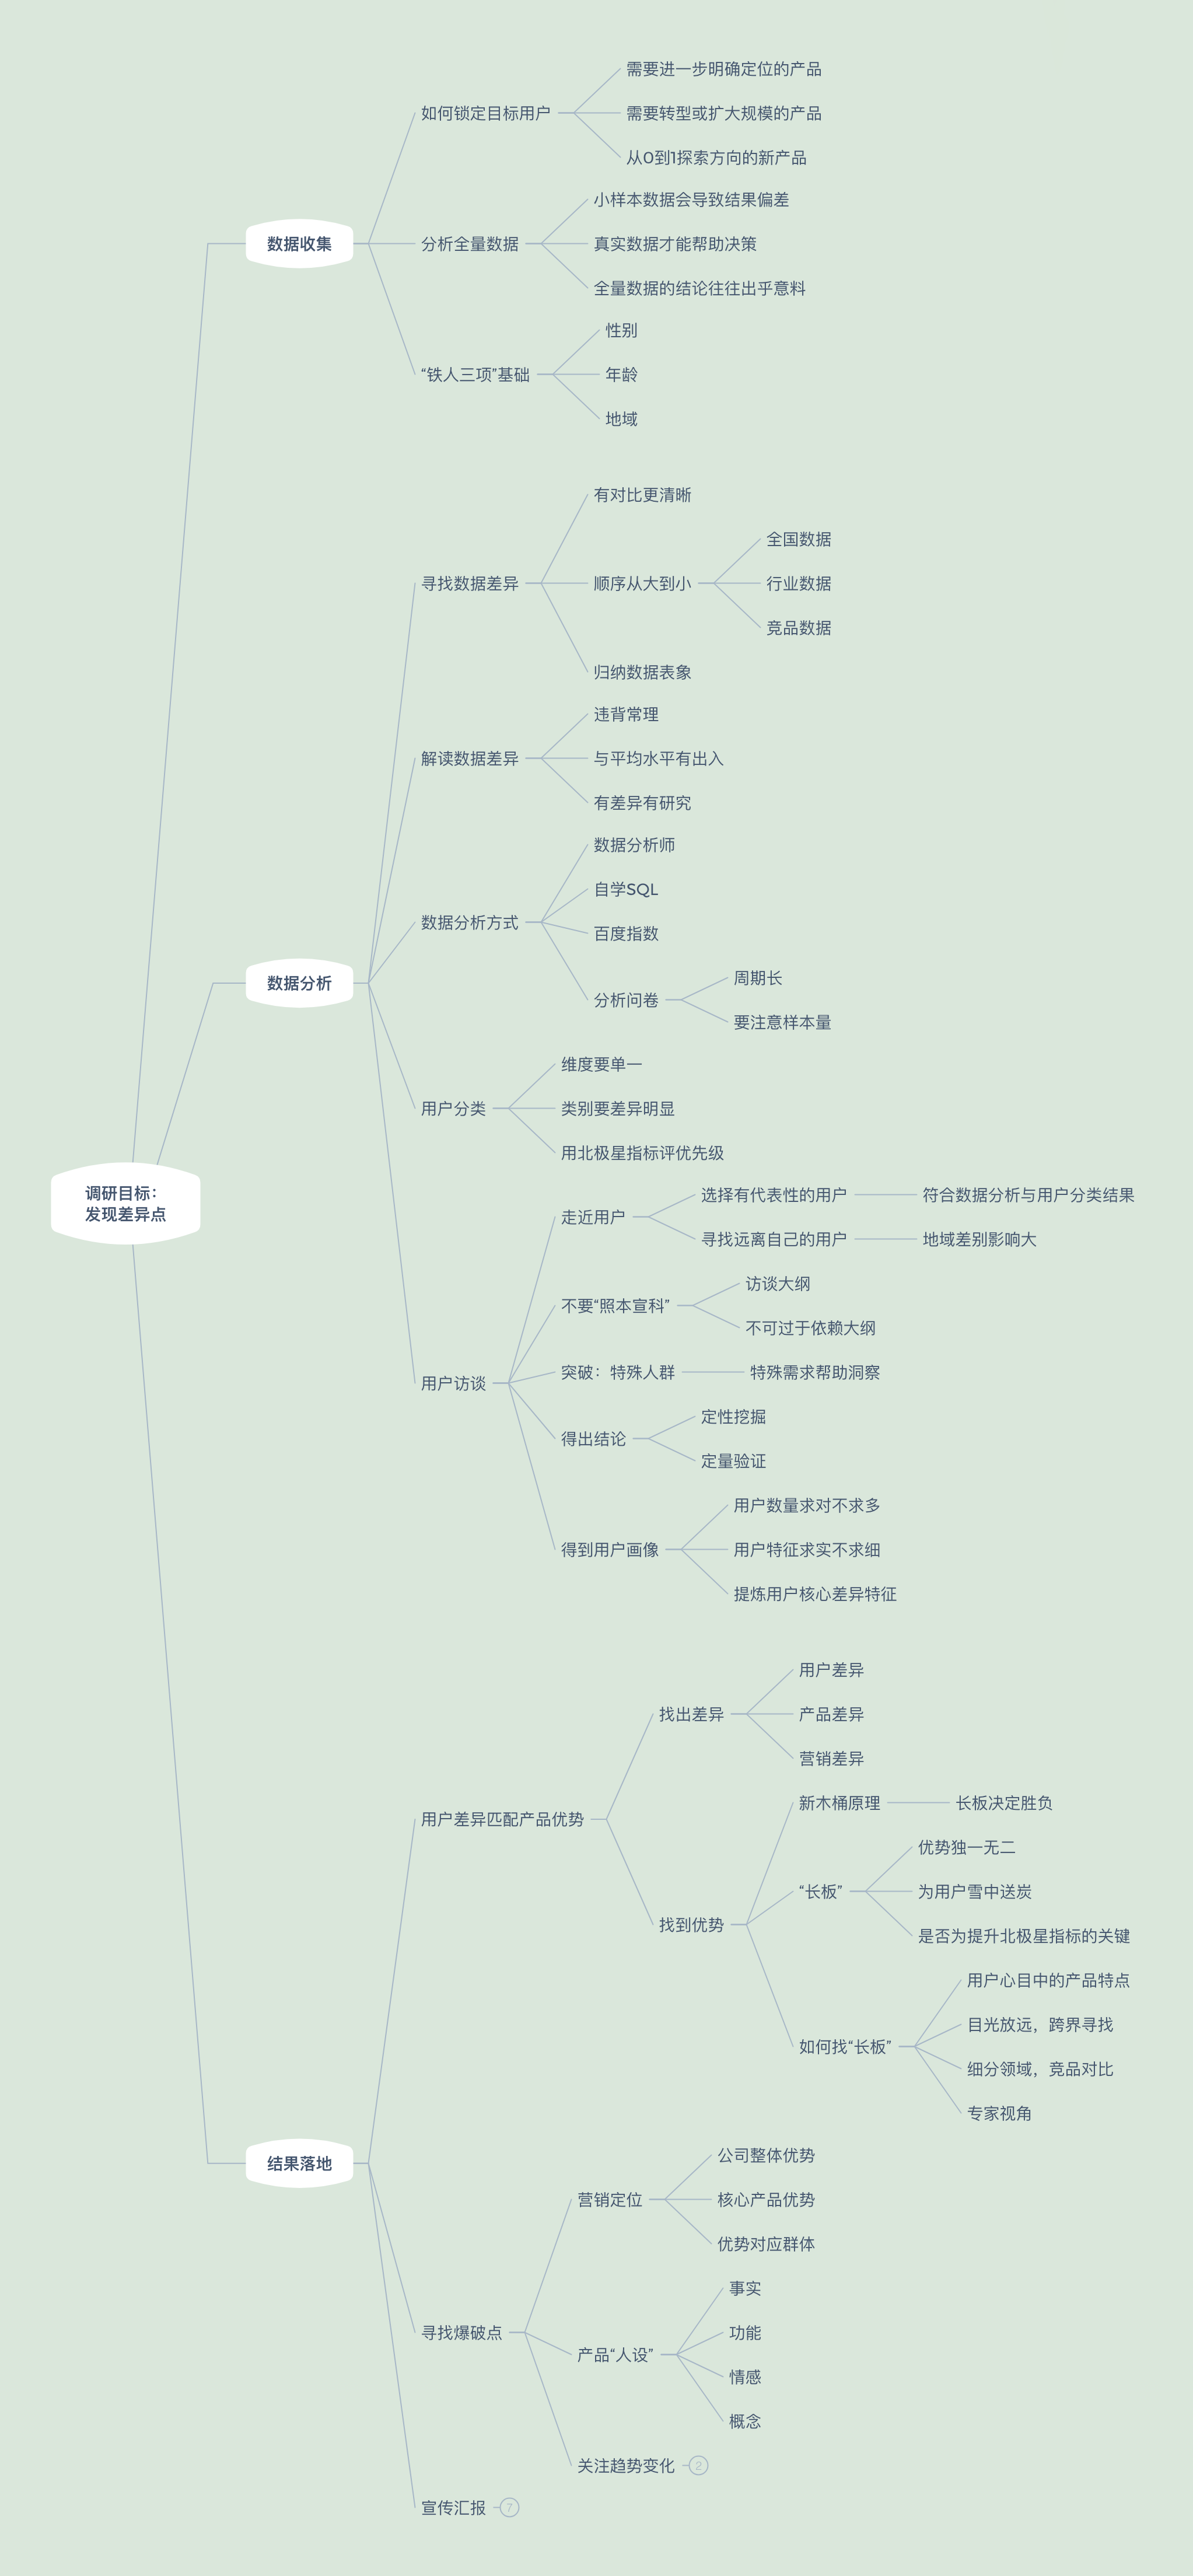 调研目标：
发现差异点
数据收集
如何锁定目标用户
需要进一步明确定位的产品
需要转型或扩大规模的产品
从0到1探索方向的新产品
分析全量数据
小样本数据会导致结果偏差
真实数据才能帮助决策
全量数据的结论往往出乎意料
“铁人三项”基础
性别
年龄
地域
数据分析
寻找数据差异
有对比更清晰
顺序从大到小
全国数据
行业数据
竞品数据
归纳数据表象
解读数据差异
违背常理
与平均水平有出入
有差异有研究
数据分析方式
数据分析师
自学SQL
百度指数
分析问卷
周期长
要注意样本量
用户分类
维度要单一
类别要差异明显
用北极星指标评优先级
用户访谈
走近用户
选择有代表性的用户
符合数据分析与用户分类结果
寻找远离自己的用户
地域差别影响大
不要“照本宣科”
访谈大纲
不可过于依赖大纲
突破：特殊人群
特殊需求帮助洞察
得出结论
定性挖掘
定量验证
得到用户画像
用户数量求对不求多
用户特征求实不求细
提炼用户核心差异特征
结果落地
用户差异匹配产品优势
找出差异
用户差异
产品差异
营销差异
找到优势
新木桶原理
长板决定胜负
“长板”
优势独一无二
为用户雪中送炭
是否为提升北极星指标的关键
如何找“长板”
用户心目中的产品特点
目光放远，跨界寻找
细分领域，竞品对比
专家视角
寻找爆破点
营销定位
公司整体优势
核心产品优势
优势对应群体
产品“人设”
事实
功能
情感
概念
关注趋势变化
2
宣传汇报
7